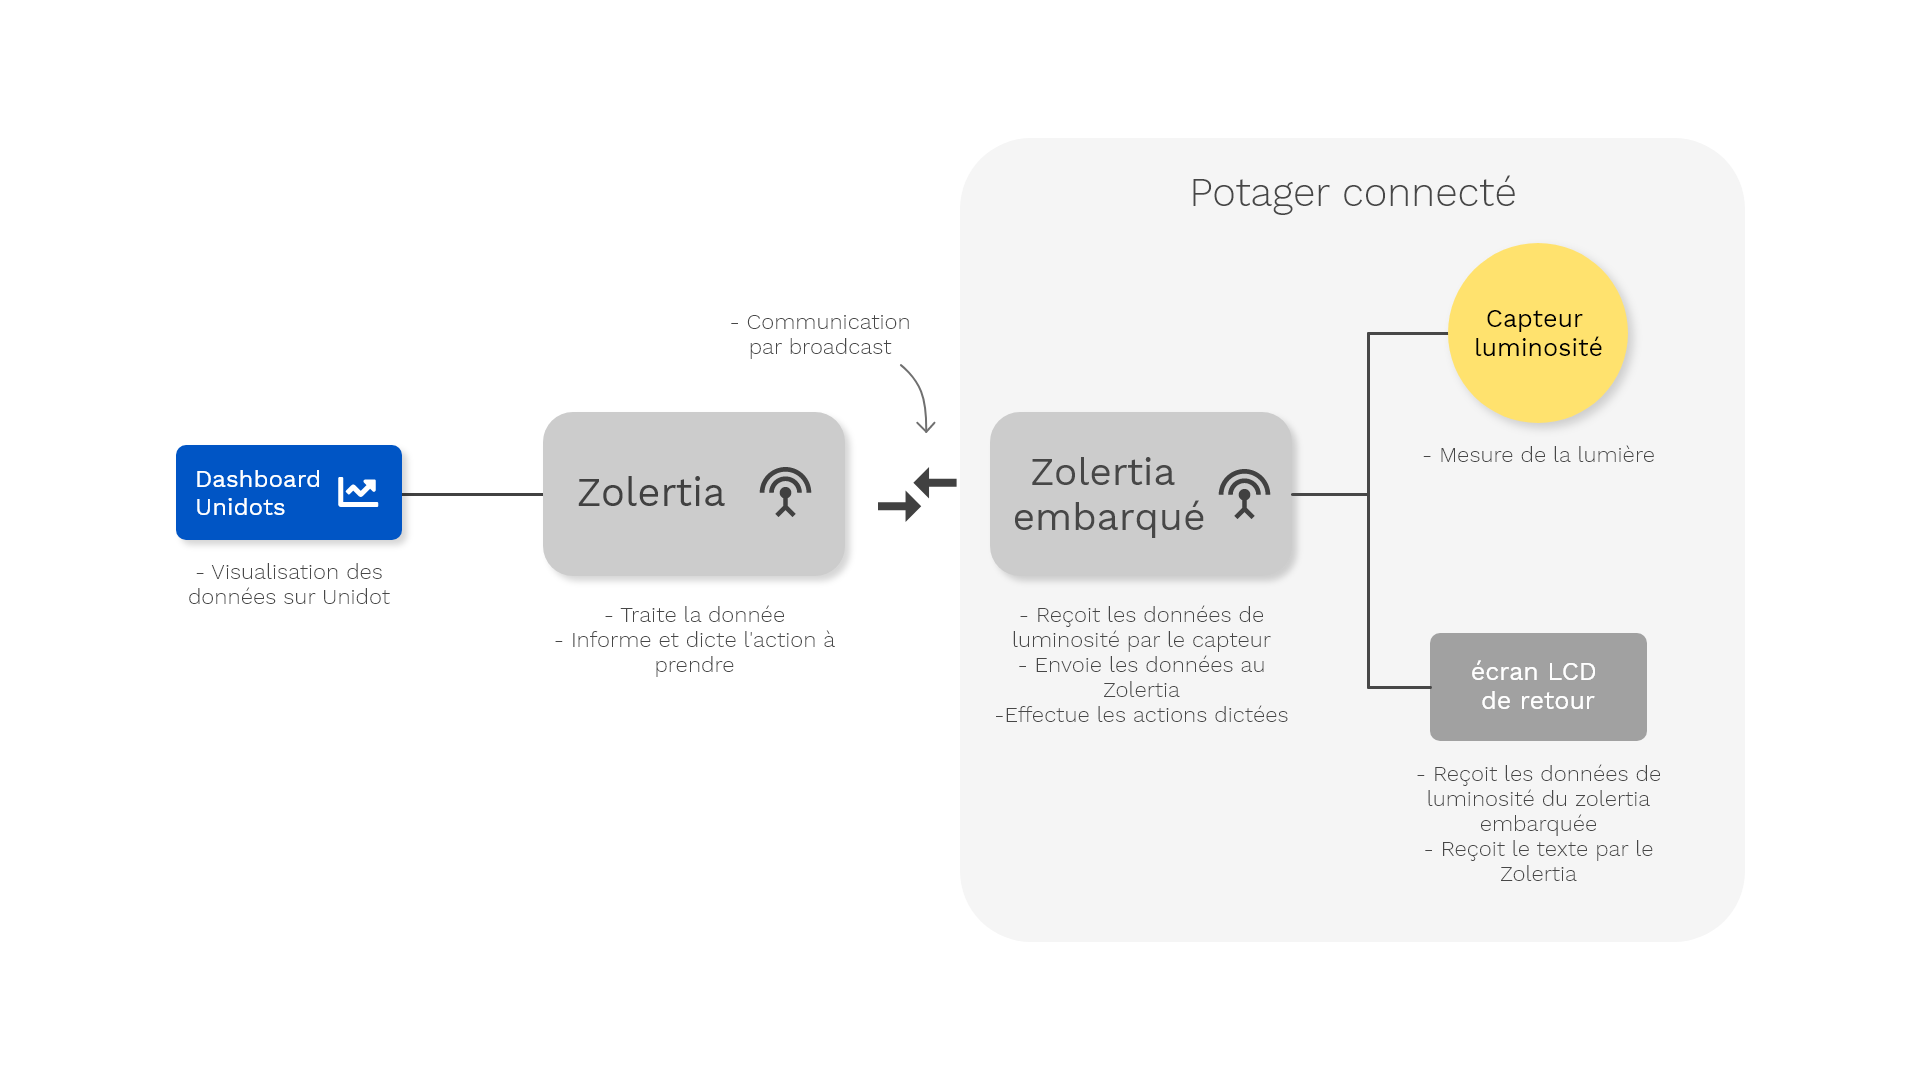 Potager connecté
Capteur
luminosité
- Mesure de la lumière
- Communication
par broadcast
Dashboard
Unidots
- Visualisation des
données sur Unidot
Zolertia
- Traite la donnée
- Informe et dicte l'action à
prendre
Zolertia
embarqué
- Reçoit les données de
luminosité par le capteur
- Envoie les données au
Zolertia
-Effectue les actions dictées
écran LCD
de retour
- Reçoit les données de
luminosité du zolertia
embarquée
- Reçoit le texte par le
Zolertia